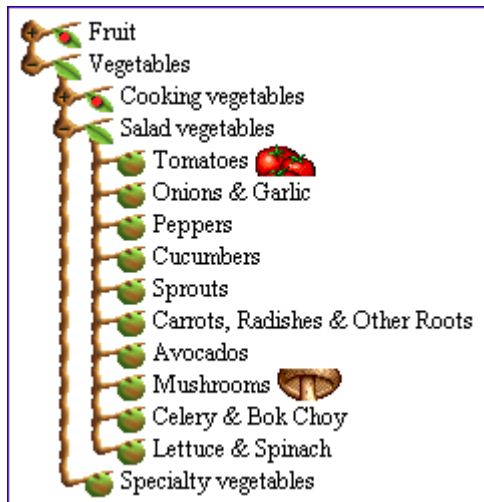 Fruit
Vegetables
Cooking vegetables
Salad vegetables
Tomatoes
Onions & Garlic
Peppers
Cucumbers
Sprouts
Carrots, Radishes & Other Roots
Avocados
Mushrooms
Celery & Bok Choy
Lettuce & Spinach
Specialty vegetables